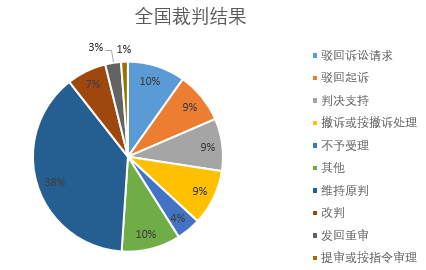 全国裁判结果
3%
1%
10%
9%
9%
9%
4%
10%
38%
7%
驳回诉讼请求
驳回起诉
判决支持
撤诉或按撤诉处理
不予受理
其他
维持原判
改判
发回重审
提审或按指令审理